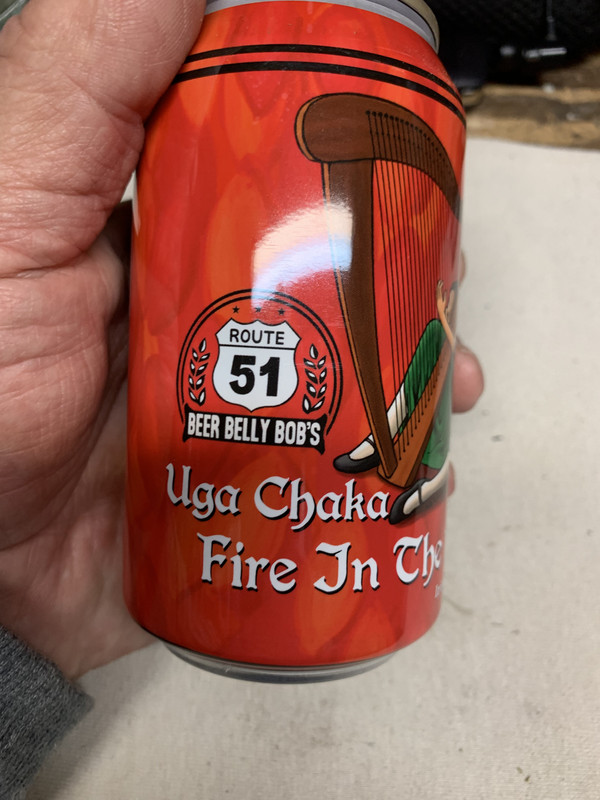 ROUTE
51
BEER BELLY BOB'S
Uga Chaka
Fire In The